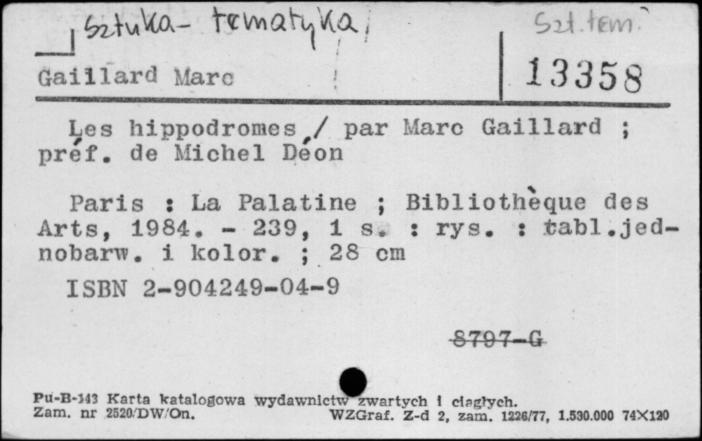 sztuka - tematyka
Szt. tem.
Gaillard Marc
13358
Les hippodromes / par Marc Gaillard ;
préf. de Michel Déon
Paris : La Palatine ; Bibliothèque des
Arts, 1984. - 239, 1 s. : rys. : tabl.jed-
nobarw. i kolor. ; 28 cm
ISBN 2-904249-04-9
8797-G
Pu-B-143 Karta katalogowa wydawnictw zwartych i ciągłych.
Zam. nr 2520/DW/On. WZGraf. Z-d 2, zam. 1226/77, 1.530.000 74X120